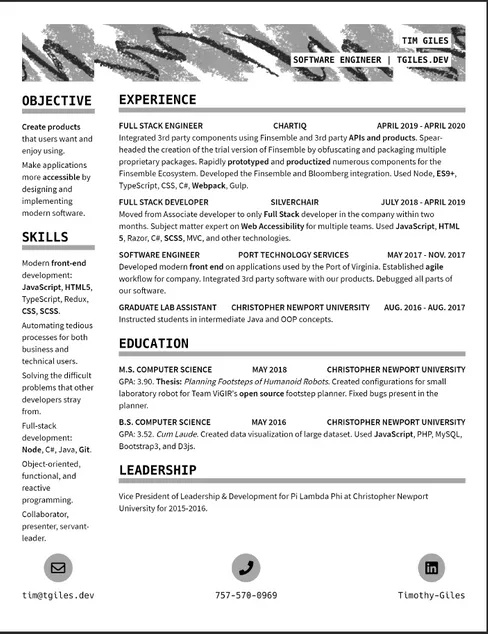 TIM GILES
SOFTWARE ENGINEER | TGILES.DEV
OBJECTIVE
Create products
that users want and
enjoy using.
Make applications
more accessible by
designing and
implementing
modern software.
SKILLS
Modern front-end
development:
JavaScript, HTML5,
TypeScript, Redux,
CSS, SCSS.
Automating tedious
processes for both
business and
technical users.
Solving the difficult
problems that other
developers stray
from.
Full-stack
development:
Node, C#, Java, Git.
Object-oriented,
functional, and
reactive
programming.
Collaborator,
presenter, servant-
leader.
EXPERIENCE
FULL STACK ENGINEER CHARTIQ APRIL 2019 - APRIL 2020
Integrated 3rd party components using Finsemble and 3rd party APIs and products. Spear-
headed the creation of the trial version of Finsemble by obfuscating and packaging multiple
proprietary packages. Rapidly prototyped and productized numerous components for the
Finsemble Ecosystem. Developed the Finsemble and Bloomberg integration. Used Node, ES9+,
TypeScript, CSS, C#, Webpack, Gulp.
FULL STACK DEVELOPER SILVERCHAIR JULY 2018 - APRIL 2019
Moved from Associate developer to only Full Stack developer in the company within two
months. Subject matter expert on Web Accessibility for multiple teams. Used JavaScript, HTML
5, Razor, C#, SCSS, MVC, and other technologies.
SOFTWARE ENGINEER PORT TECHNOLOGY SERVICES MAY 2017 - NOV. 2017
Developed modern front end on applications used by the Port of Virginia. Established agile
workflow for company. Integrated 3rd party software with our products. Debugged all parts of
our software.
GRADUATE LAB ASSISTANT CHRISTOPHER NEWPORT UNIVERSITY AUG. 2016 - AUG. 2017
Instructed students in intermediate Java and OOP concepts.
EDUCATION
M.S. COMPUTER SCIENCE MAY 2018 CHRISTOPHER NEWPORT UNIVERSITY
GPA: 3.90. Thesis: Planning Footsteps of Humanoid Robots. Created configurations for small
laboratory robot for Team ViGIR's open source footstep planner. Fixed bugs present in the
planner.
B.S. COMPUTER SCIENCE MAY 2016 CHRISTOPHER NEWPORT UNIVERSITY
GPA: 3.52. Cum Laude. Created data visualization of large dataset. Used JavaScript, PHP, MySQL,
Bootstrap3, and D3js.
LEADERSHIP
Vice President of Leadership & Development for Pi Lambda Phi at Christopher Newport
University for 2015-2016.
tim@tgiles.dev
757-570-0969
Timothy-Giles